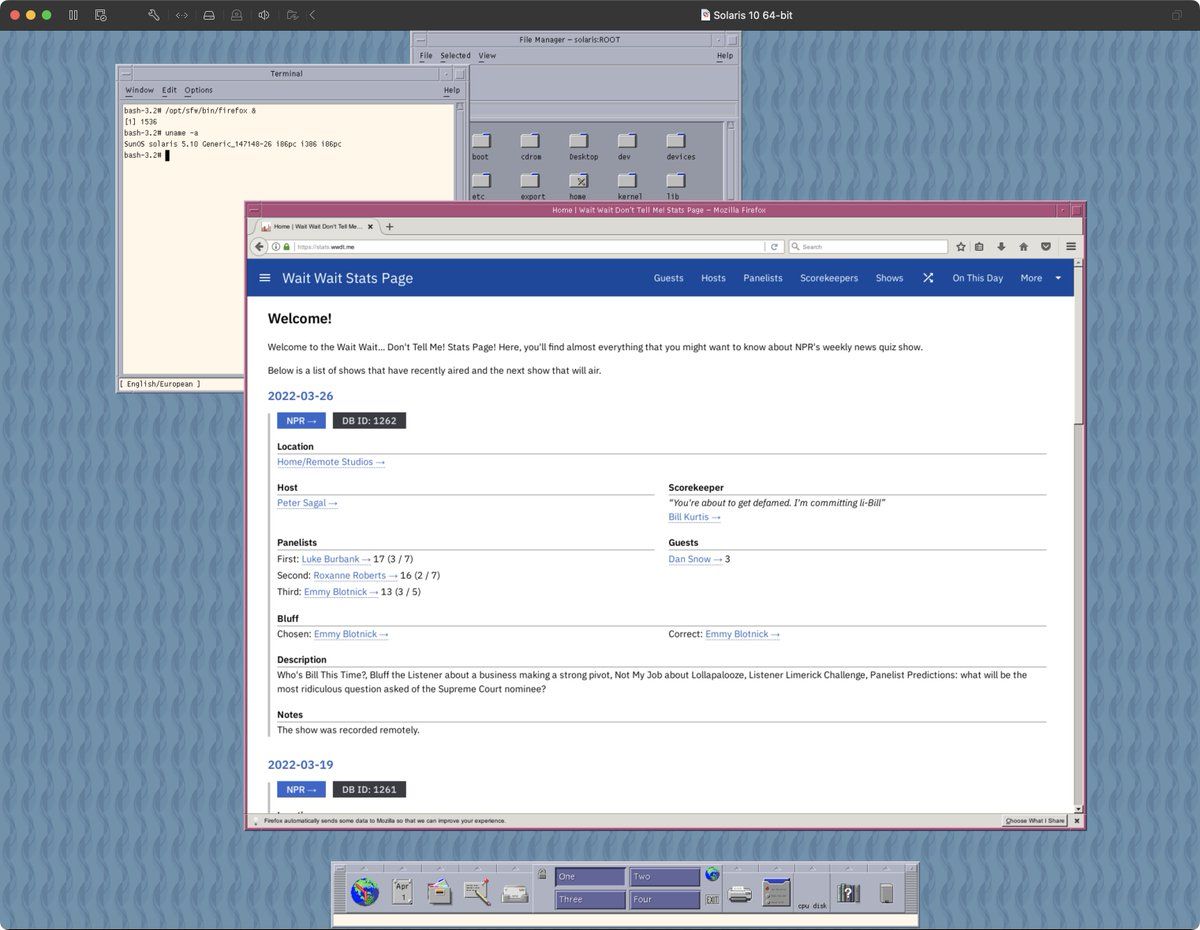 Solaris 10 64-bit
File Manager – solaris:ROOT
File Selected View Help
Terminal
Window Edit Options Help
bash-3.2# /opt/sfw/bin/firefox &
[1] 1536
bash-3.2# uname -a
SunOS solaris 5.10 Generic_147148-26 i86pc i386 i86pc
bash-3.2#
boot cdrom Desktop dev devices
etc export home kernel lib
[ English/European ]
Home | Wait Wait Don't Tell Me! Stats Page – Mozilla Firefox
Home | Wait Wait Don't Tell Me...
https://stats.wwdt.me
Search
Wait Wait Stats Page
Guests Hosts Panelists Scorekeepers Shows On This Day More
Welcome!
Welcome to the Wait Wait... Don't Tell Me! Stats Page! Here, you'll find almost everything that you might want to know about NPR's weekly news quiz show.
Below is a list of shows that have recently aired and the next show that will air.
2022-03-26
NPR → DB ID: 1262
Location
Home/Remote Studios →
Host
Peter Sagal →
Scorekeeper
“You're about to get defamed. I'm committing li-Bill”
Bill Kurtis →
Panelists
First: Luke Burbank → 17 (3 / 7)
Second: Roxanne Roberts → 16 (2 / 7)
Third: Emmy Blotnick → 13 (3 / 5)
Guests
Dan Snow → 3
Bluff
Chosen: Emmy Blotnick →
Correct: Emmy Blotnick →
Description
Who's Bill This Time?, Bluff the Listener about a business making a strong pivot, Not My Job about Lollapalooze, Listener Limerick Challenge, Panelist Predictions: what will be the
most ridiculous question asked of the Supreme Court nominee?
Notes
The show was recorded remotely.
2022-03-19
NPR → DB ID: 1261
Firefox automatically sends some data to Mozilla so that we can improve your experience.
Choose What I Share
Apr
1
One Two
Three Four
EXIT
cpu disk